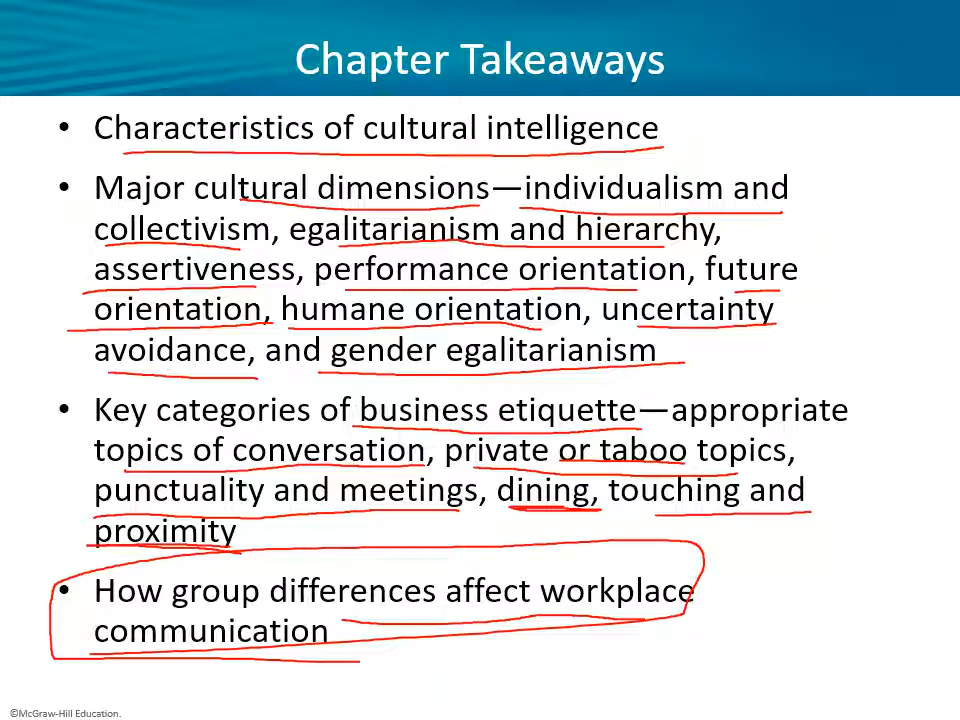 Chapter Takeaways
• Characteristics of cultural intelligence
• Major cultural dimensions—individualism and
collectivism, egalitarianism and hierarchy,
assertiveness, performance orientation, future
orientation, humane orientation, uncertainty
avoidance, and gender egalitarianism
• Key categories of business etiquette—appropriate
topics of conversation, private or taboo topics,
punctuality and meetings, dining, touching and
proximity
• How group differences affect workplace
communication
©McGraw-Hill Education.